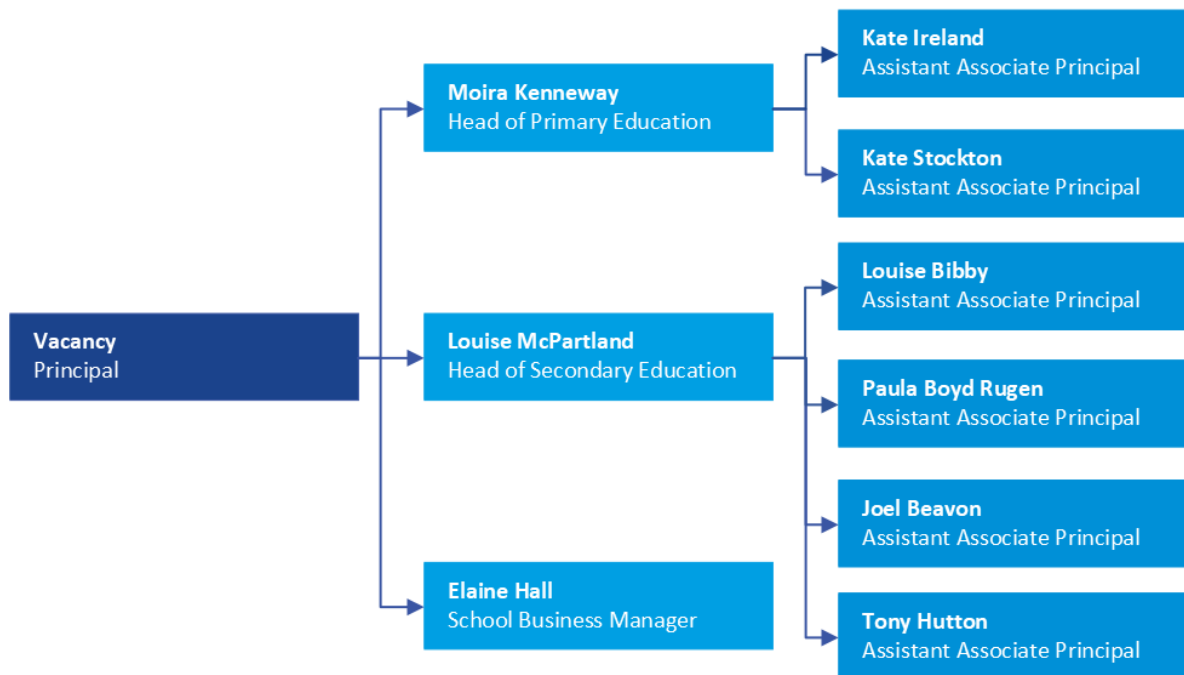 Vacancy
Principal
Moira Kenneway
Head of Primary Education
Louise McPartland
Head of Secondary Education
Elaine Hall
School Business Manager
Kate Ireland
Assistant Associate Principal
Kate Stockton
Assistant Associate Principal
Louise Bibby
Assistant Associate Principal
Paula Boyd Rugen
Assistant Associate Principal
Joel Beavon
Assistant Associate Principal
Tony Hutton
Assistant Associate Principal